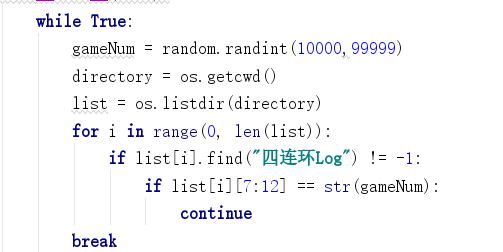 while True:
gameNum = random.randint(10000,99999)
directory = os.getcwd()
list = os.listdir(directory)
for i in range(0, len(list)):
if list[i].find("四连环Log") != -1:
if list[i][7:12] == str(gameNum):
continue
break